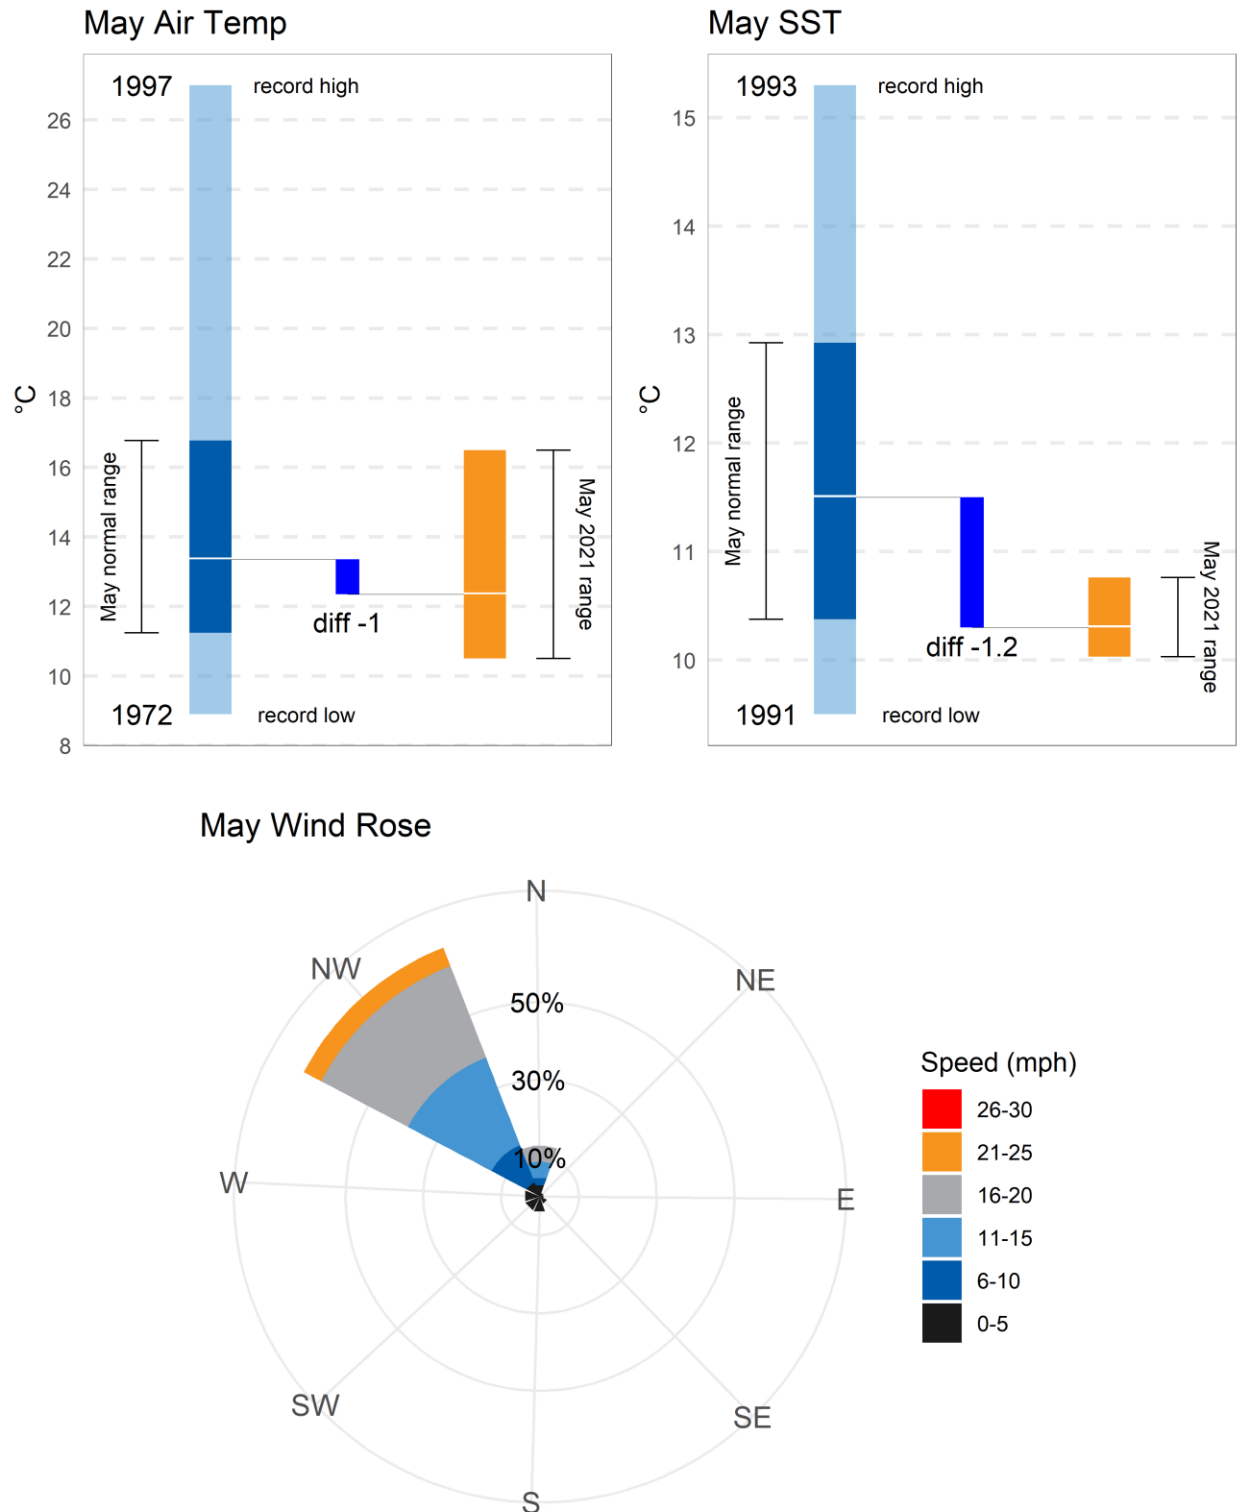 May Air Temp
1997
record high
26
24
22
20
18
16
14
12
10
8
°C
May normal range
diff -1
May 2021 range
1972
record low
May SST
1993
record high
15
14
13
12
11
10
°C
May normal range
diff -1.2
May 2021 range
1991
record low
May Wind Rose
N
NE
E
SE
S
SW
W
NW
50%
30%
10%
Speed (mph)
26-30
21-25
16-20
11-15
6-10
0-5